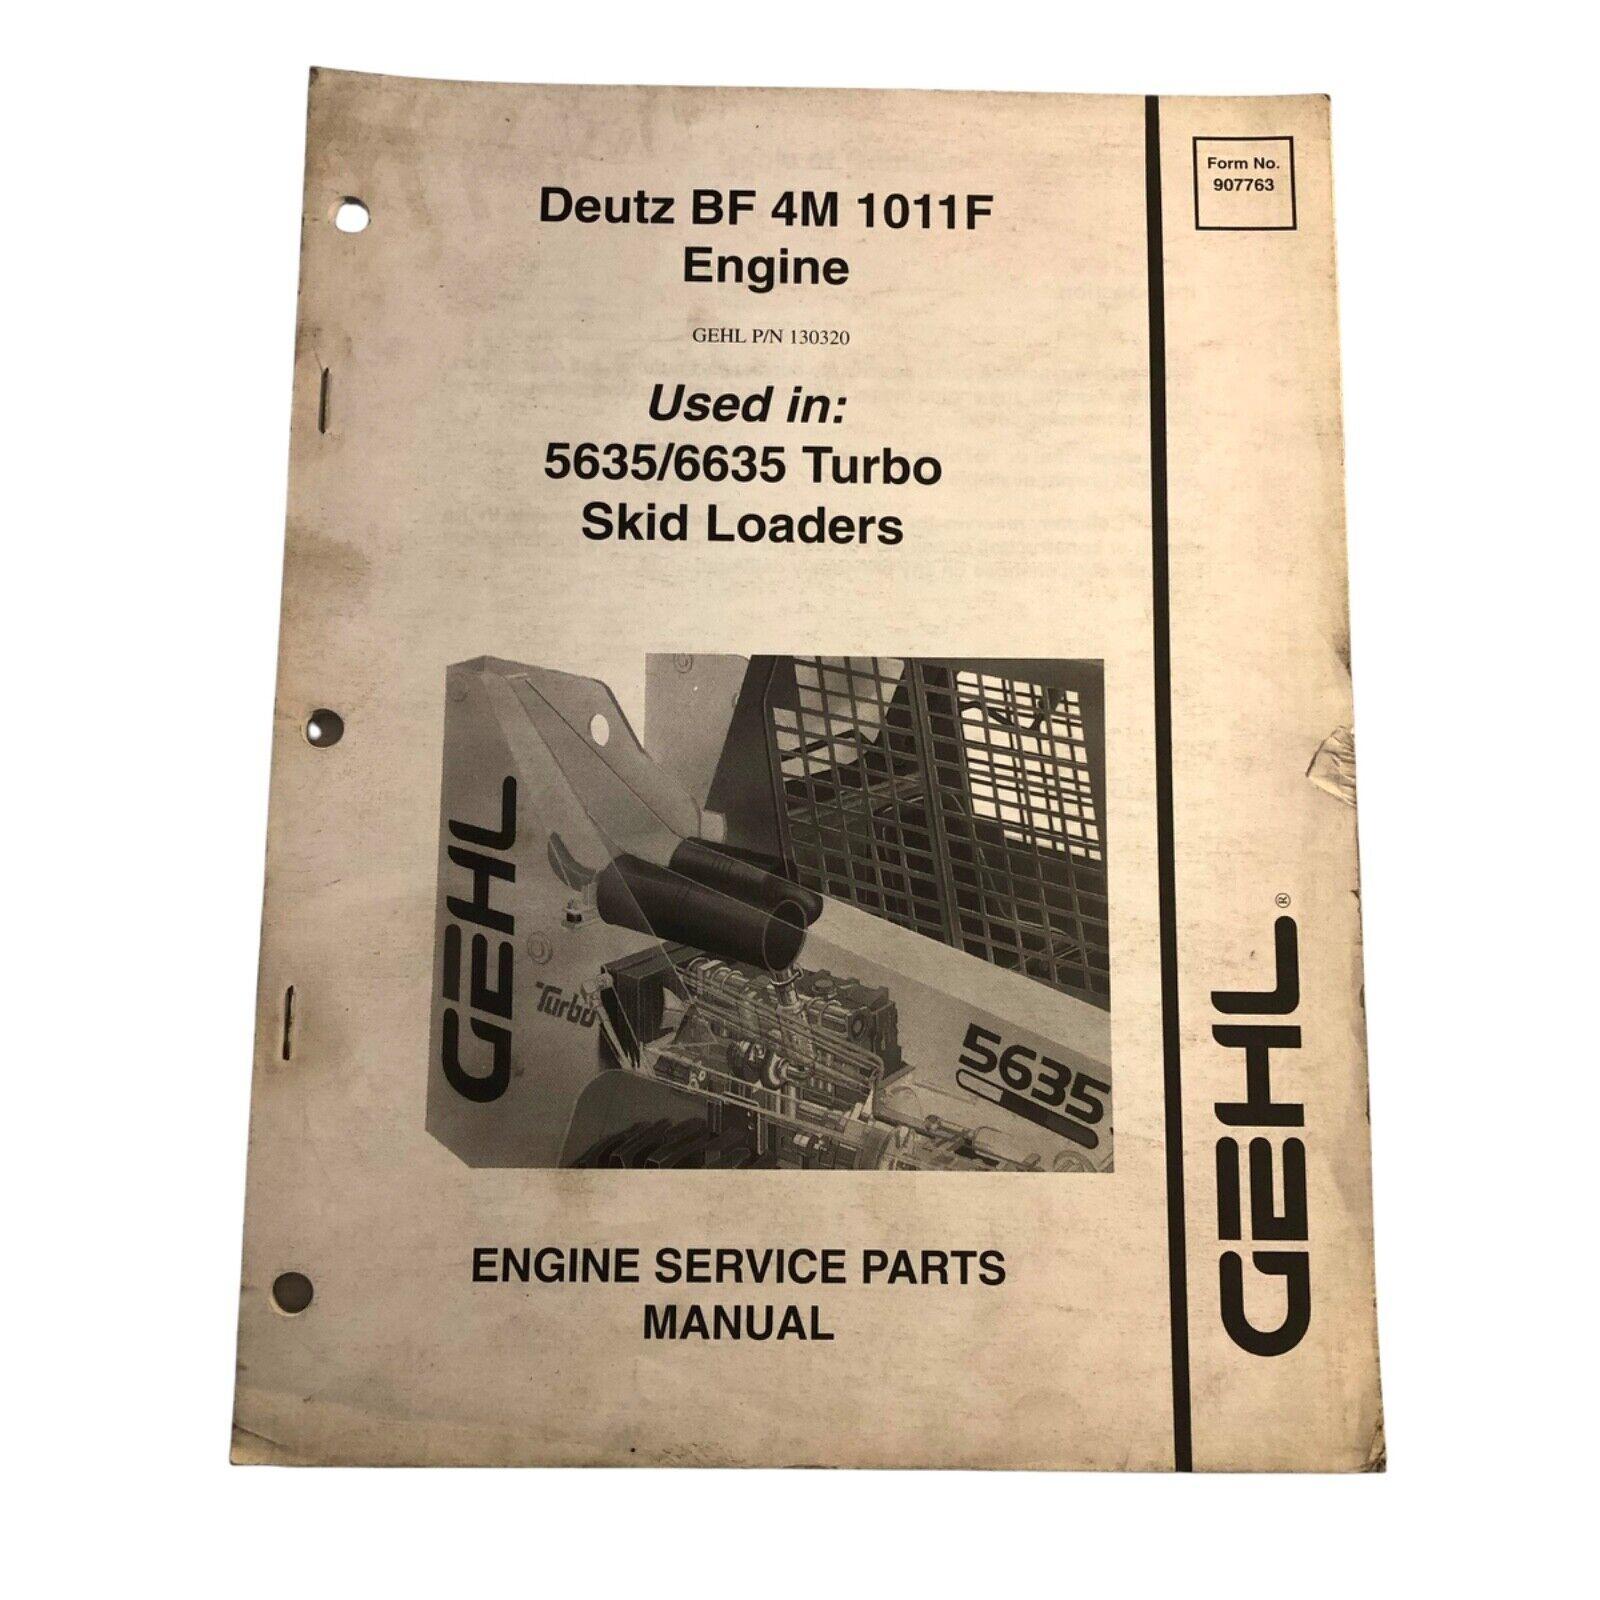 Form No.
907763
Deutz BF 4M 1011F
Engine
GEHL P/N 130320
Used in:
5635/6635 Turbo
Skid Loaders
GEHL
Turbo
5635
ENGINE SERVICE PARTS
MANUAL
GEHL®